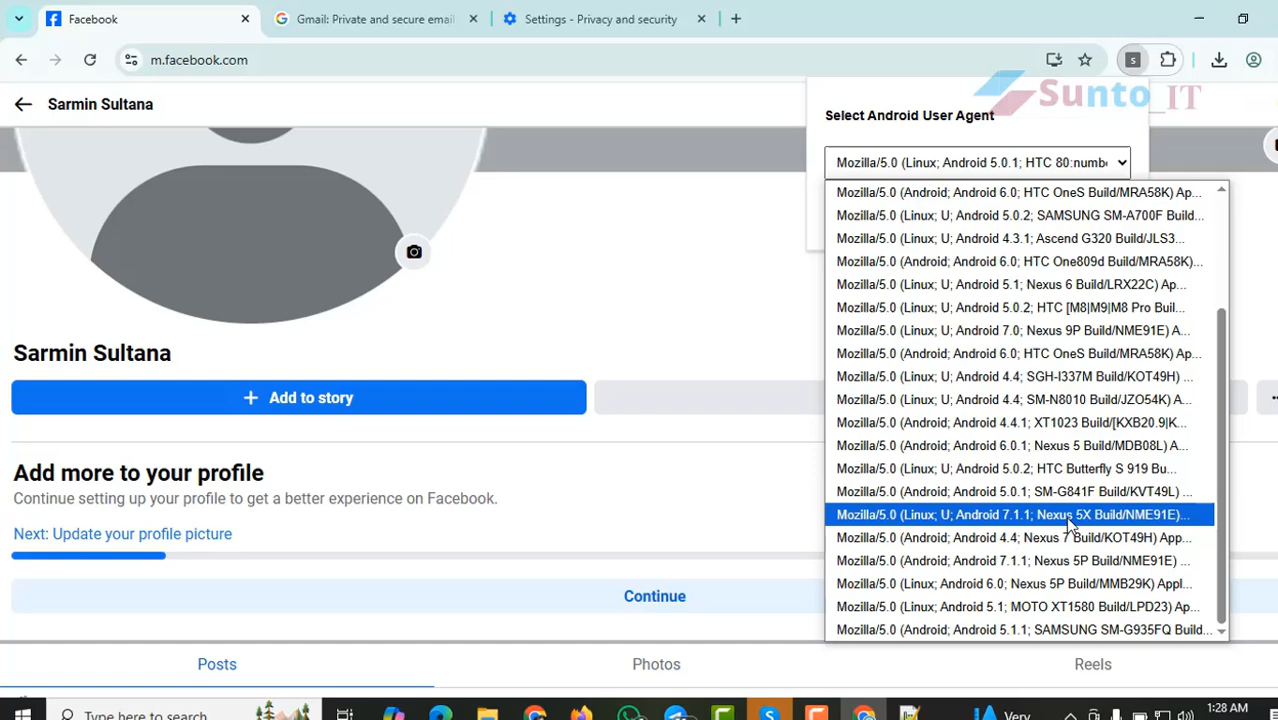 Facebook
Gmail: Private and secure email
Settings - Privacy and security
m.facebook.com
Sarmin Sultana
Sunto_IT
Select Android User Agent
Mozilla/5.0 (Linux; Android 5.0.1; HTC 80:numb
Mozilla/5.0 (Android; Android 6.0; HTC OneS Build/MRA58K) Ap...
Mozilla/5.0 (Linux; U; Android 5.0.2; SAMSUNG SM-A700F Build...
Mozilla/5.0 (Linux; U; Android 4.3.1; Ascend G320 Build/JLS3...
Mozilla/5.0 (Android; Android 6.0; HTC One809d Build/MRA58K)...
Mozilla/5.0 (Linux; U; Android 5.1; Nexus 6 Build/LRX22C) Ap...
Mozilla/5.0 (Linux; U; Android 5.0.2; HTC [M8|M9|M8 Pro Buil...
Mozilla/5.0 (Linux; U; Android 7.0; Nexus 9P Build/NME91E) A...
Mozilla/5.0 (Android; Android 6.0; HTC OneS Build/MRA58K) Ap...
Mozilla/5.0 (Linux; U; Android 4.4; SGH-I337M Build/KOT49H) ...
Mozilla/5.0 (Linux; U; Android 4.4; SM-N8010 Build/JZO54K) A...
Mozilla/5.0 (Android; Android 4.4.1; XT1023 Build/[KXB20.9|K...
Mozilla/5.0 (Android; Android 6.0.1; Nexus 5 Build/MDB08L) A...
Mozilla/5.0 (Linux; U; Android 5.0.2; HTC Butterfly S 919 Bu...
Mozilla/5.0 (Android; Android 5.0.1; SM-G841F Build/KVT49L) ...
Mozilla/5.0 (Linux; U; Android 7.1.1; Nexus 5X Build/NME91E)...
Mozilla/5.0 (Android; Android 4.4; Nexus 7 Build/KOT49H) App...
Mozilla/5.0 (Android; Android 7.1.1; Nexus 5P Build/NME91E) ...
Mozilla/5.0 (Linux; Android 6.0; Nexus 5P Build/MMB29K) Appl...
Mozilla/5.0 (Android; Android 5.1; MOTO XT1580 Build/LPD23) Ap...
Mozilla/5.0 (Android; Android 5.1.1; SAMSUNG SM-G935FQ Build...
Sarmin Sultana
+ Add to story
Add more to your profile
Continue setting up your profile to get a better experience on Facebook.
Next: Update your profile picture
Continue
Posts
Photos
Reels
Type here to search
Very
1:28 AM